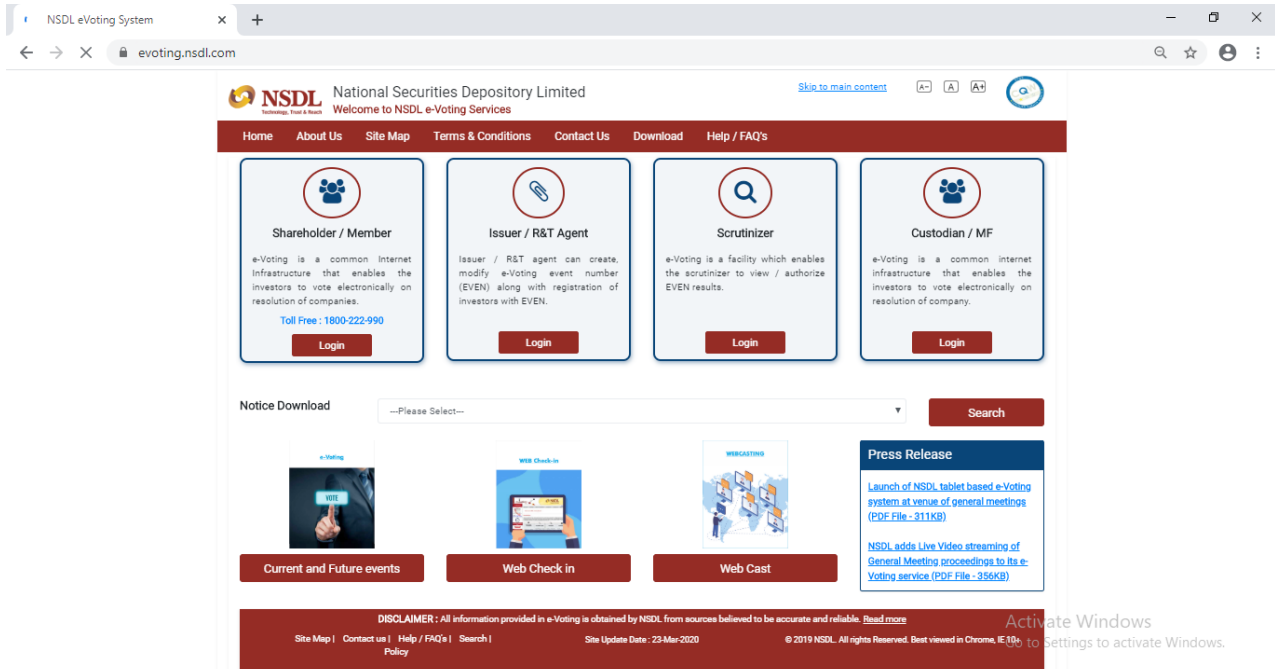 NSDL eVoting System
evoting.nsdl.com
NSDL
Technology, Trust & Reach
National Securities Depository Limited
Welcome to NSDL e-Voting Services
Skip to main content
A- A A+
Home About Us Site Map Terms & Conditions Contact Us Download Help / FAQ's
Shareholder / Member
e-Voting is a common Internet
Infrastructure that enables the
investors to vote electronically on
resolution of companies.
Toll Free : 1800-222-990
Login
Issuer / R&T Agent
Issuer / R&T agent can create,
modify e-Voting event number
(EVEN) along with registration of
investors with EVEN.
Login
Scrutinizer
e-Voting is a facility which enables
the scrutinizer to view / authorize
EVEN results.
Login
Custodian / MF
e-Voting is a common internet
infrastructure that enables the
investors to vote electronically on
resolution of company.
Login
Notice Download
---Please Select---
Search
e-Voting
VOTE
Current and Future events
WEB Check-in
Web Check in
WEBCASTING
Web Cast
Press Release
Launch of NSDL tablet based e-Voting
system at venue of general meetings
(PDF File - 311KB)
NSDL adds Live Video streaming of
General Meeting proceedings to its e-
Voting service (PDF File - 356KB)
DISCLAIMER : All information provided in e-Voting is obtained by NSDL from sources believed to be accurate and reliable. Read more
Site Map | Contact us | Help / FAQ's | Search |
Policy
Site Update Date : 23-Mar-2020
© 2019 NSDL. All rights Reserved. Best viewed in Chrome, IE 10+
Activate Windows
Go to Settings to activate Windows.